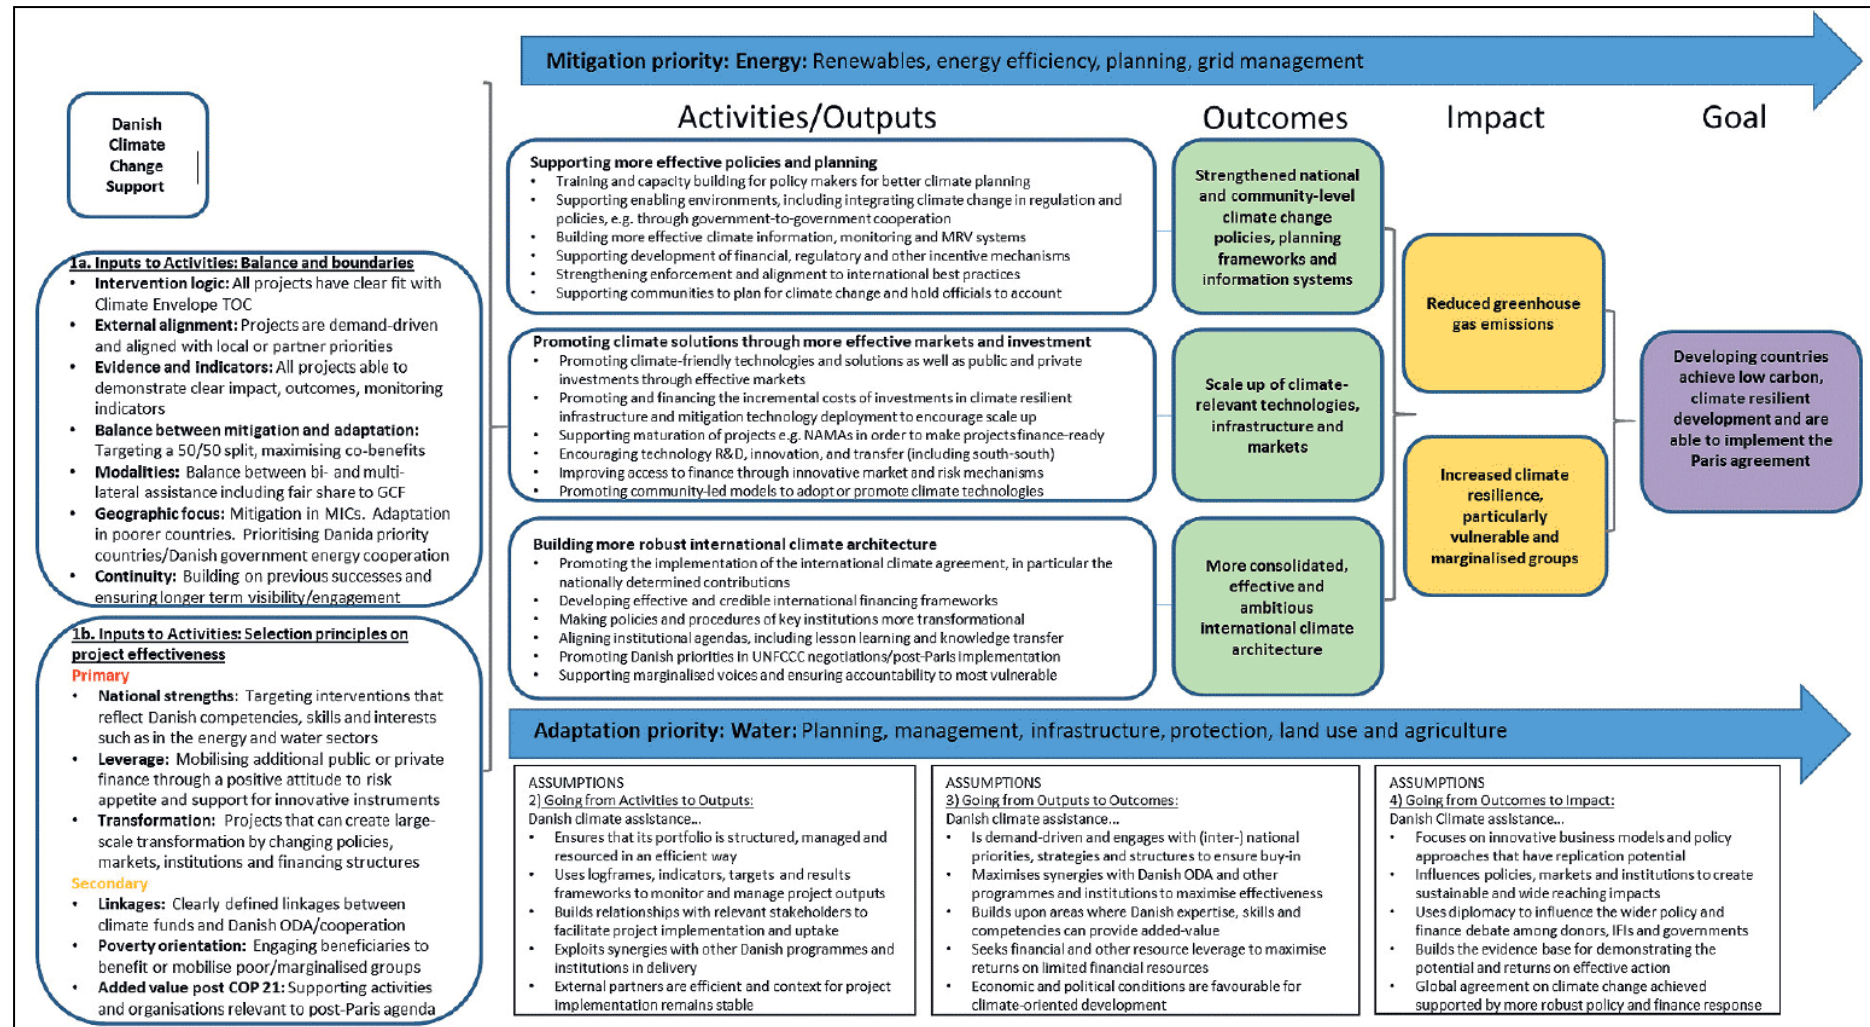 Mitigation priority: Energy: Renewables, energy efficiency, planning, grid management
Danish
Climate
Change
Support
1a. Inputs to Activities: Balance and boundaries
• Intervention logic: All projects have clear fit with
Climate Envelope TOC
• External alignment: Projects are demand-driven
and aligned with local or partner priorities
• Evidence and indicators: All projects able to
demonstrate clear impact, outcomes, monitoring
indicators
• Balance between mitigation and adaptation:
Targeting a 50/50 split, maximising co-benefits
• Modalities: Balance between bi- and multi-
lateral assistance including fair share to GCF
• Geographic focus: Mitigation in MICs. Adaptation
in poorer countries. Prioritising Danida priority
countries/Danish government energy cooperation
• Continuity: Building on previous successes and
ensuring longer term visibility/engagement
1b. Inputs to Activities: Selection principles on
project effectiveness
Primary
• National strengths: Targeting interventions that
reflect Danish competencies, skills and interests
such as in the energy and water sectors
• Leverage: Mobilising additional public or private
finance through a positive attitude to risk
appetite and support for innovative instruments
• Transformation: Projects that can create large-
scale transformation by changing policies,
markets, institutions and financing structures
Secondary
• Linkages: Clearly defined linkages between
climate funds and Danish ODA/cooperation
• Poverty orientation: Engaging beneficiaries to
benefit or mobilise poor/marginalised groups
• Added value post COP 21: Supporting activities
and organisations relevant to post-Paris agenda
Activities/Outputs
Supporting more effective policies and planning
• Training and capacity building for policy makers for better climate planning
• Supporting enabling environments, including integrating climate change in regulation and
policies, e.g. through government-to-government cooperation
• Building more effective climate information, monitoring and MRV systems
• Supporting development of financial, regulatory and other incentive mechanisms
• Strengthening enforcement and alignment to international best practices
• Supporting communities to plan for climate change and hold officials to account
Promoting climate solutions through more effective markets and investment
• Promoting climate-friendly technologies and solutions as well as public and private
investments through effective markets
• Promoting and financing the incremental costs of investments in climate resilient
infrastructure and mitigation technology deployment to encourage scale up
• Supporting maturation of projects e.g. NAMAs in order to make projects finance-ready
• Encouraging technology R&D, innovation, and transfer (including south-south)
• Improving access to finance through innovative market and risk mechanisms
• Promoting community-led models to adopt or promote climate technologies
Building more robust international climate architecture
• Promoting the implementation of the international climate agreement, in particular the
nationally determined contributions
• Developing effective and credible international financing frameworks
• Making policies and procedures of key institutions more transformational
• Aligning institutional agendas, including lesson learning and knowledge transfer
• Promoting Danish priorities in UNFCCC negotiations/post-Paris implementation
• Supporting marginalised voices and ensuring accountability to most vulnerable
Outcomes
Strengthened national
and community-level
climate change
policies, planning
frameworks and
information systems
Scale up of climate-
relevant technologies,
infrastructure and
markets
More consolidated,
effective and
ambitious
international climate
architecture
Impact
Reduced greenhouse
gas emissions
Increased climate
resilience,
particularly
vulnerable and
marginalised groups
Goal
Developing countries
achieve low carbon,
climate resilient
development and are
able to implement the
Paris agreement
Adaptation priority: Water: Planning, management, infrastructure, protection, land use and agriculture
ASSUMPTIONS
2) Going from Activities to Outputs:
Danish climate assistance...
• Ensures that its portfolio is structured, managed and
resourced in an efficient way
• Uses logframes, indicators, targets and results
frameworks to monitor and manage project outputs
• Builds relationships with relevant stakeholders to
facilitate project implementation and uptake
• Exploits synergies with other Danish programmes and
institutions in delivery
• External partners are efficient and context for project
implementation remains stable
ASSUMPTIONS
3) Going from Outputs to Outcomes:
Danish climate assistance...
• Is demand-driven and engages with (inter-) national
priorities, strategies and structures to ensure buy-in
• Maximises synergies with Danish ODA and other
programmes and institutions to maximise effectiveness
• Builds upon areas where Danish expertise, skills and
competencies can provide added-value
• Seeks financial and other resource leverage to maximise
returns on limited financial resources
• Economic and political conditions are favourable for
climate-oriented development
ASSUMPTIONS
4) Going from Outcomes to Impact:
Danish Climate assistance...
• Focuses on innovative business models and policy
approaches that have replication potential
• Influences policies, markets and institutions to create
sustainable and wide reaching impacts
• Uses diplomacy to influence the wider policy and
finance debate among donors, IFIs and governments
• Builds the evidence base for demonstrating the
potential and returns on effective action
• Global agreement on climate change achieved
supported by more robust policy and finance response